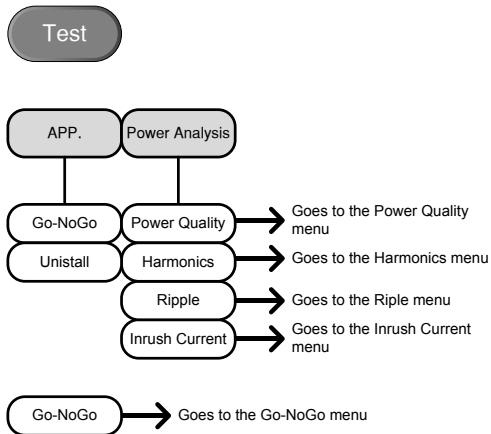 Test
APP. Power Analysis
Go-NoGo Power Quality Goes to the Power Quality
menu
Unistall Harmonics Goes to the Harmonics menu
Ripple Goes to the Riple menu
Inrush Current Goes to the Inrush Current
menu
Go-NoGo Goes to the Go-NoGo menu